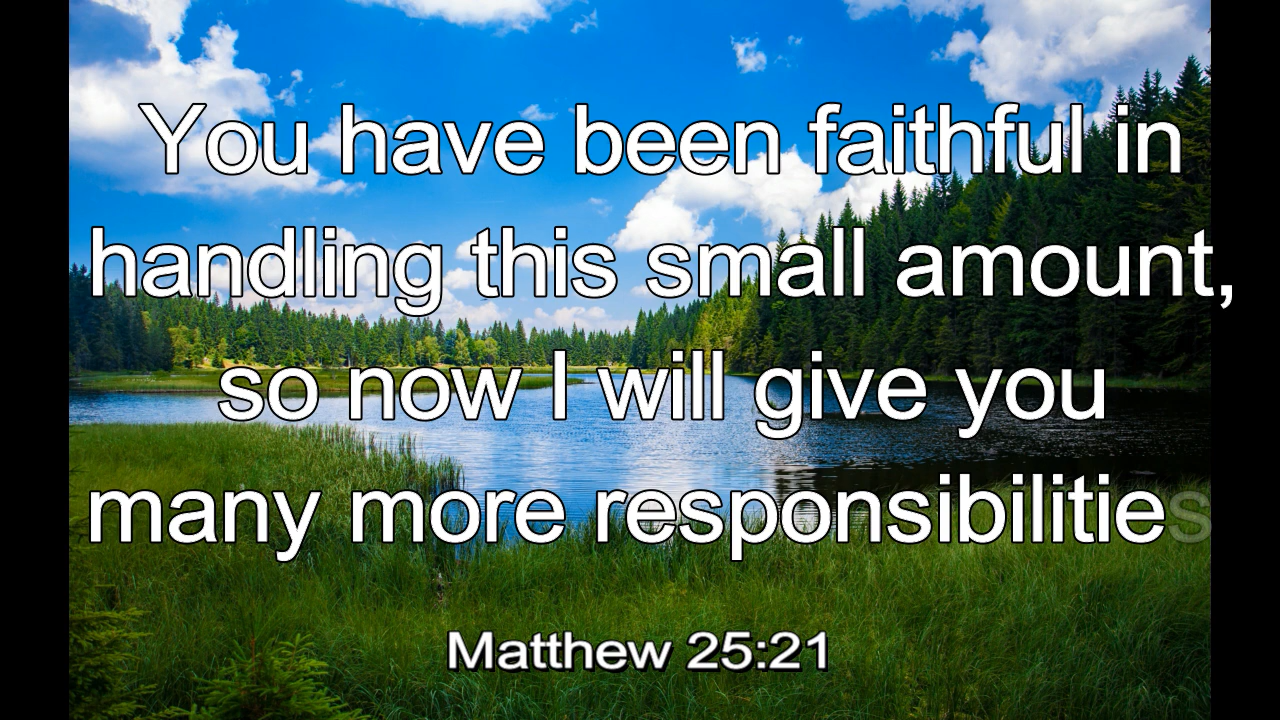 You have been faithful in
handling this small amount,
so now I will give you
many more responsibilities
Matthew 25:21